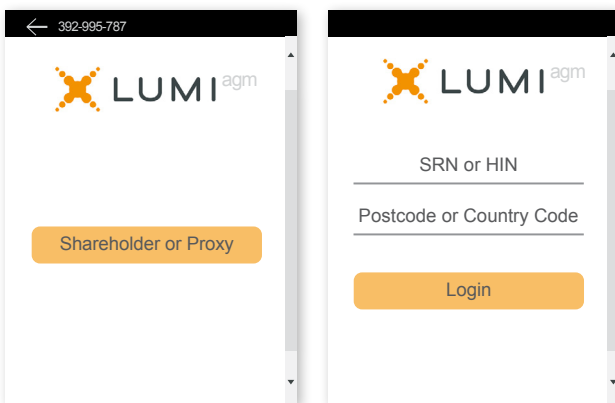 392-995-787
LUMI agm
Shareholder or Proxy
LUMI agm
SRN or HIN
Postcode or Country Code
Login